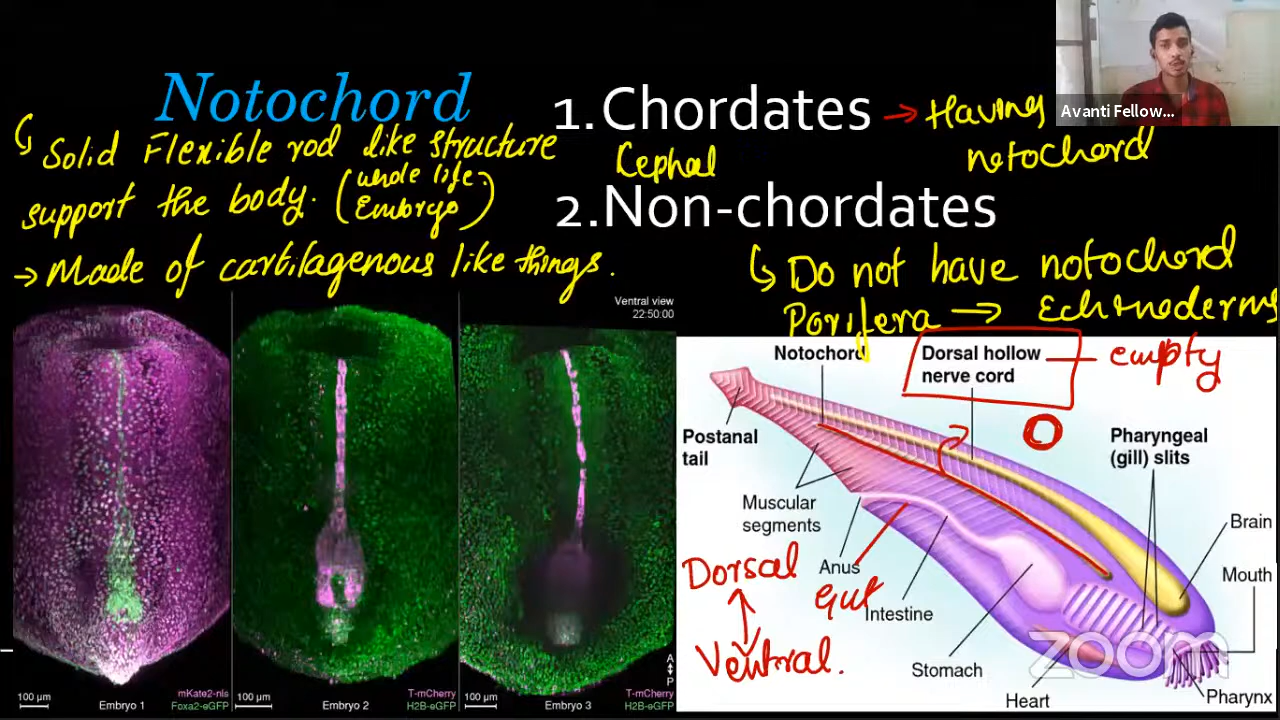 Notochord
Solid Flexible rod like structure
support the body. (whole life. Embryo)
→ Made of cartilagenous like things.
1. Chordates → Having
notochord
Cephal
2. Non-chordates
Do not have notochord
Porifera → Echinoderms
Avanti Fellow...
Ventral view
22:50:00
100 μm
Embryo 1
mKate2-nls
Foxa2-eGFP
100 μm
Embryo 2
T-mCherry
H2B-eGFP
100 μm
Embryo 3
A
P
T-mCherry
H2B-eGFP
Notochord
Dorsal hollow
nerve cord
empty
Postanal
tail
Pharyngeal
(gill) slits
Muscular
segments
Brain
Mouth
Anus
Gut
Intestine
Dorsal
Ventral.
Stomach
Heart
Pharynx
zoom